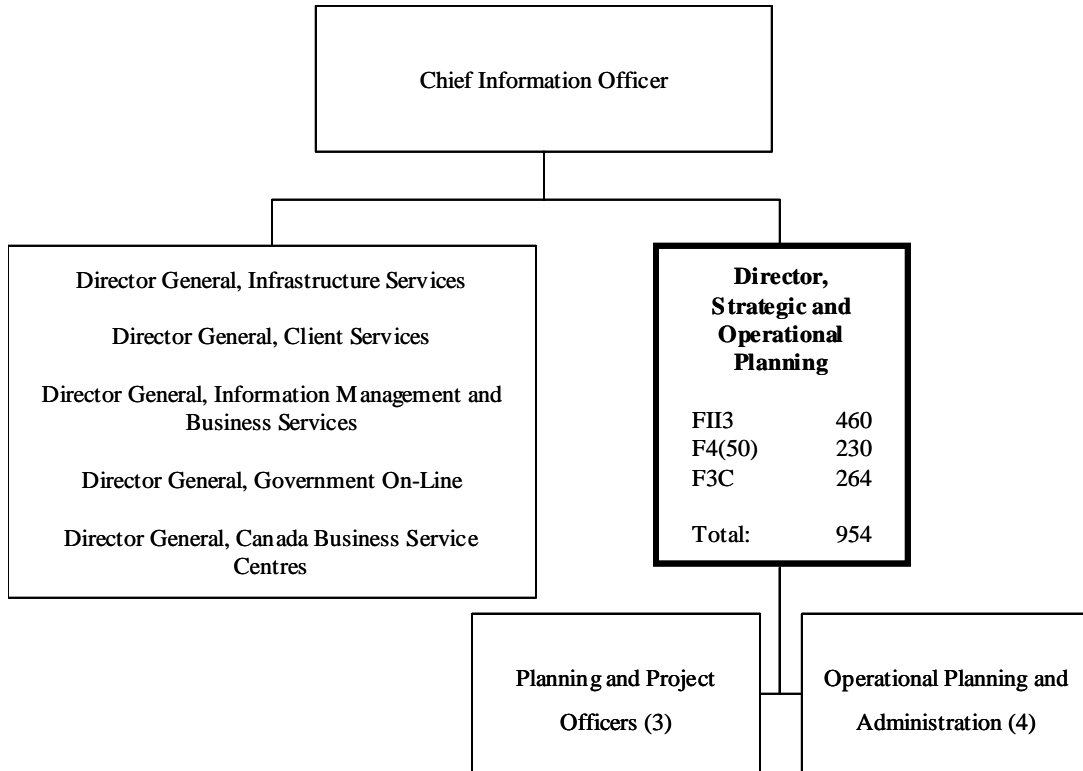 Chief Information Officer
Director General, Infrastructure Services
Director General, Client Services
Director General, Information Management and
Business Services
Director General, Government On-Line
Director General, Canada Business Service
Centres
Director,
Strategic and
Operational
Planning
FII3 460
F4(50) 230
F3C 264
Total: 954
Planning and Project
Officers (3)
Operational Planning and
Administration (4)